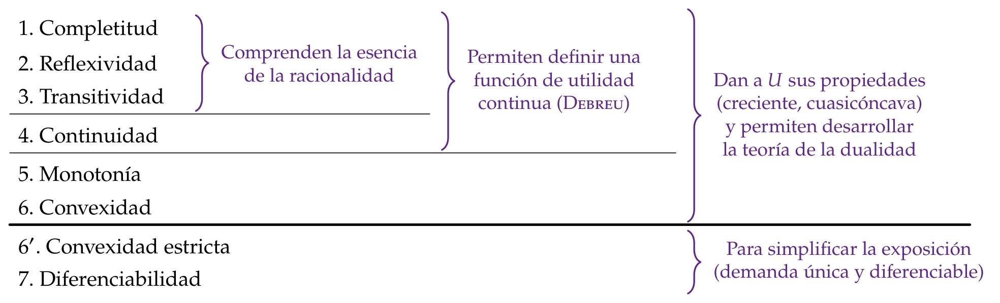 1. Completitud
2. Reflexividad
3. Transitividad
Comprenden la esencia
de la racionalidad
4. Continuidad
Permiten definir una
función de utilidad
continua (DEBREU)
5. Monotonía
6. Convexidad
Dan a U sus propiedades
(creciente, cuasicóncava)
y permiten desarrollar
la teoría de la dualidad
6′. Convexidad estricta
7. Diferenciabilidad
Para simplificar la exposición
(demanda única y diferenciable)